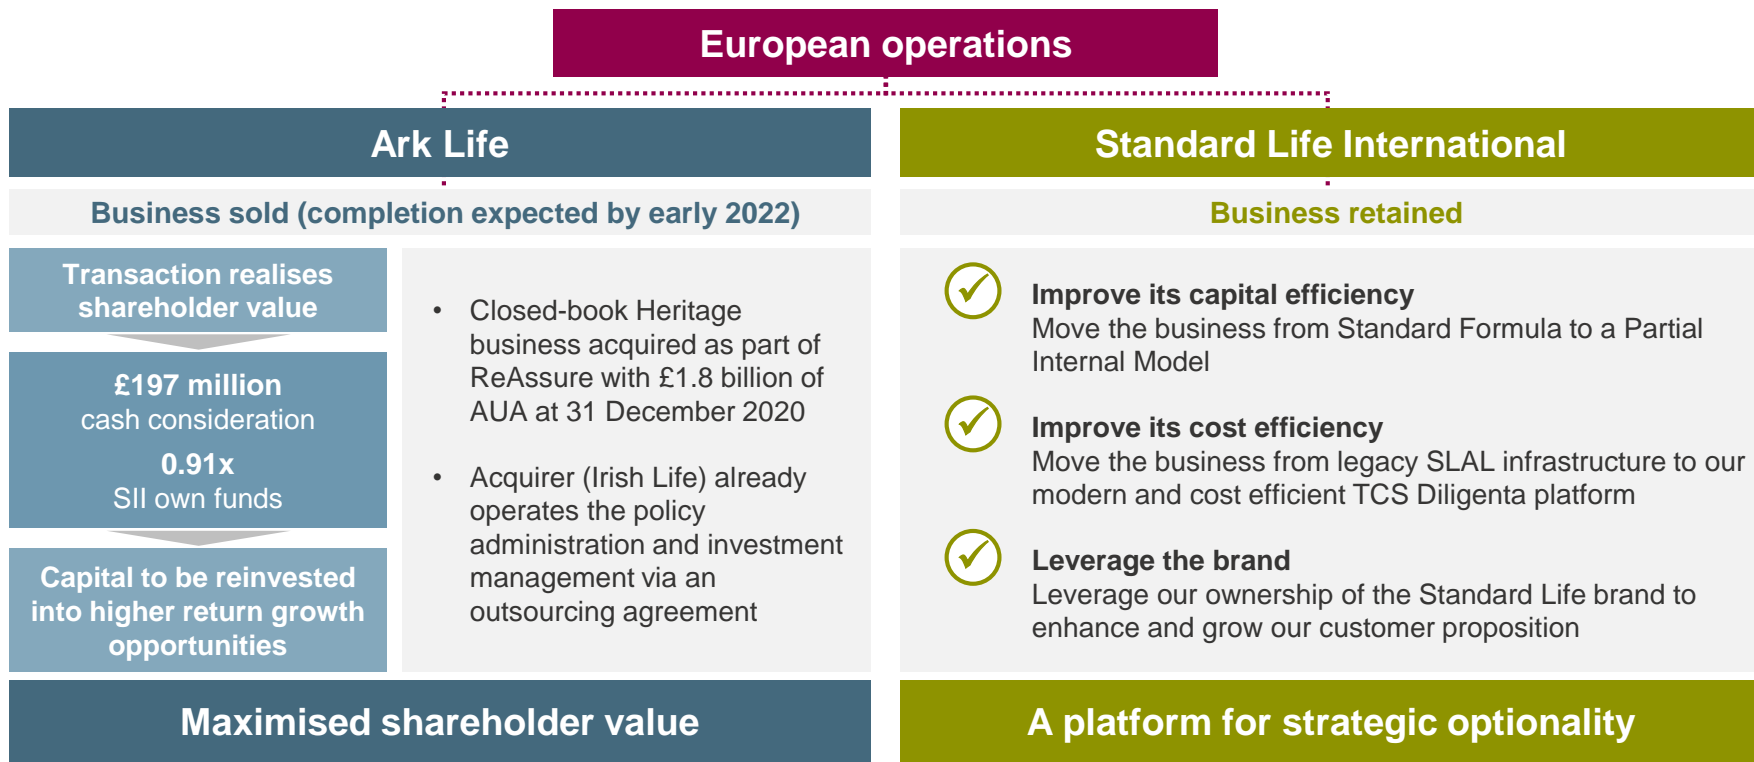 European operations
Ark Life
Business sold (completion expected by early 2022)
Transaction realises
shareholder value
£197 million
cash consideration
0.91x
SII own funds
Capital to be reinvested
into higher return growth
opportunities
• Closed-book Heritage
business acquired as part of
ReAssure with £1.8 billion of
AUA at 31 December 2020
• Acquirer (Irish Life) already
operates the policy
administration and investment
management via an
outsourcing agreement
Maximised shareholder value
Standard Life International
Business retained
Improve its capital efficiency
Move the business from Standard Formula to a Partial
Internal Model
Improve its cost efficiency
Move the business from legacy SLAL infrastructure to our
modern and cost efficient TCS Diligenta platform
Leverage the brand
Leverage our ownership of the Standard Life brand to
enhance and grow our customer proposition
A platform for strategic optionality